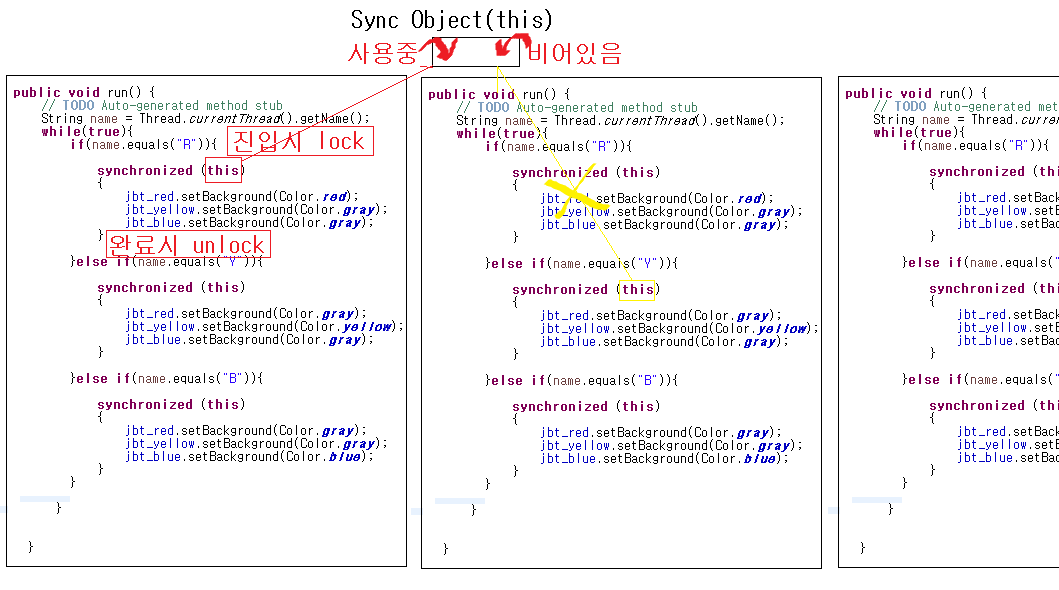 Sync Object(this)
사용중
비어있음
public void run() {
// TODO Auto-generated method stub
String name = Thread.currentThread().getName();
while(true){
if(name.equals("R")){
진입시 lock
synchronized (this)
{
jbt_red.setBackground(Color.red);
jbt_yellow.setBackground(Color.gray);
jbt_blue.setBackground(Color.gray);
}
완료시 unlock
}else if(name.equals("Y")){
synchronized (this)
{
jbt_red.setBackground(Color.gray);
jbt_yellow.setBackground(Color.yellow);
jbt_blue.setBackground(Color.gray);
}
}else if(name.equals("B")){
synchronized (this)
{
jbt_red.setBackground(Color.gray);
jbt_yellow.setBackground(Color.gray);
jbt_blue.setBackground(Color.blue);
}
}
}
}
public void run() {
// TODO Auto-generated method stub
String name = Thread.currentThread().getName();
while(true){
if(name.equals("R")){
synchronized (this)
{
jbt_red.setBackground(Color.red);
jbt_yellow.setBackground(Color.gray);
jbt_blue.setBackground(Color.gray);
}
}else if(name.equals("Y")){
synchronized (this)
{
jbt_red.setBackground(Color.gray);
jbt_yellow.setBackground(Color.yellow);
jbt_blue.setBackground(Color.gray);
}
}else if(name.equals("B")){
synchronized (this)
{
jbt_red.setBackground(Color.gray);
jbt_yellow.setBackground(Color.gray);
jbt_blue.setBackground(Color.blue);
}
}
}
}
public void run() {
// TODO Auto-generated met
String name = Thread.curre
while(true){
if(name.equals("R")){
synchronized (thi
{
jbt_red.setBa
jbt_yellow.setB
jbt_blue.setBa
}
}else if(name.equals("
synchronized (thi
{
jbt_red.setBa
jbt_yellow.setB
jbt_blue.setBa
}
}else if(name.equals("
synchronized (thi
{
jbt_red.setBa
jbt_yellow.setB
jbt_blue.setBa
}
}
}
}